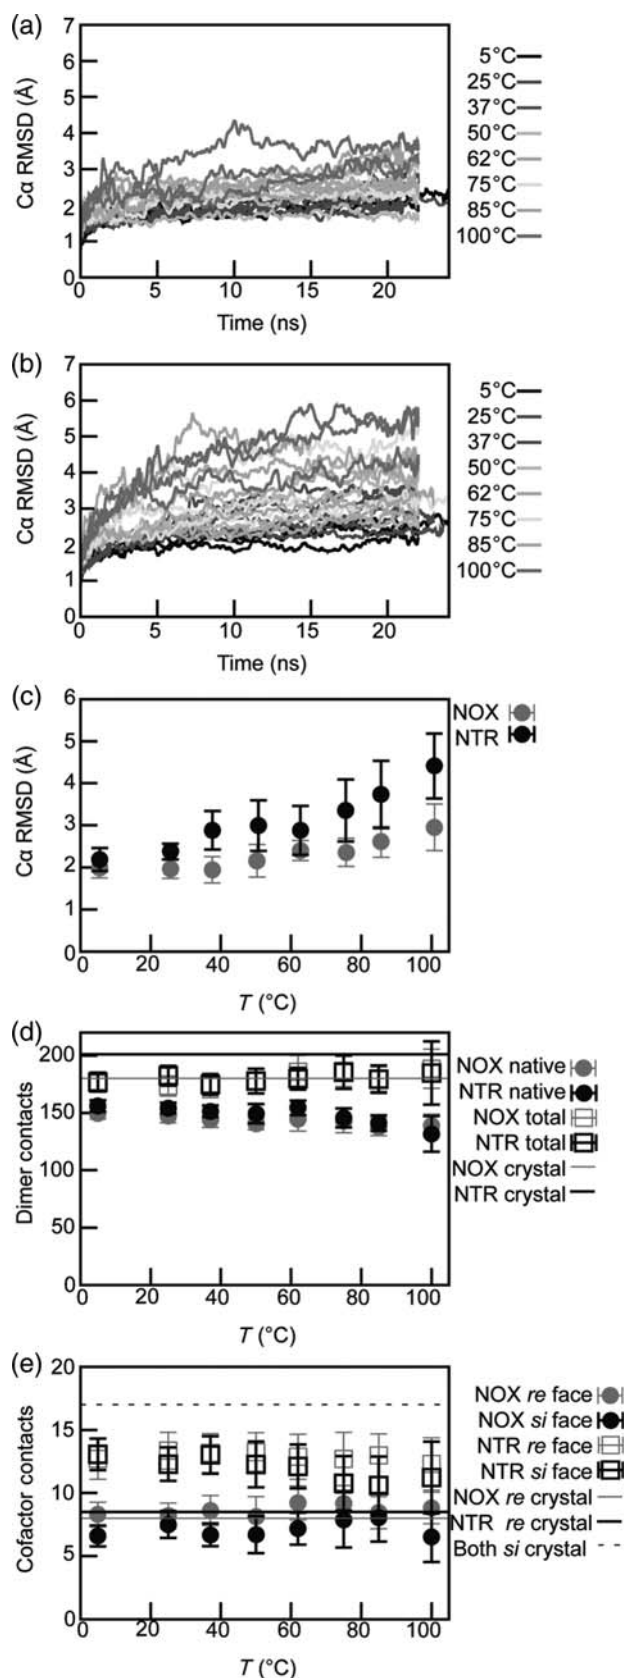 (a)
7
6
5
4
3
2
1
0
Cα RMSD (Å)
0 5 10 15 20
Time (ns)
5°C
25°C
37°C
50°C
62°C
75°C
85°C
100°C
(b)
7
6
5
4
3
2
1
0
Cα RMSD (Å)
0 5 10 15 20
Time (ns)
5°C
25°C
37°C
50°C
62°C
75°C
85°C
100°C
(c)
6
5
4
3
2
1
0
Cα RMSD (Å)
0 20 40 60 80 100
T (°C)
NOX
NTR
(d)
200
150
100
50
0
Dimer contacts
0 20 40 60 80 100
T (°C)
NOX native
NTR native
NOX total
NTR total
NOX crystal
NTR crystal
(e)
20
15
10
5
0
Cofactor contacts
0 20 40 60 80 100
T (°C)
NOX re face
NOX si face
NTR re face
NTR si face
NOX re crystal
NTR re crystal
Both si crystal